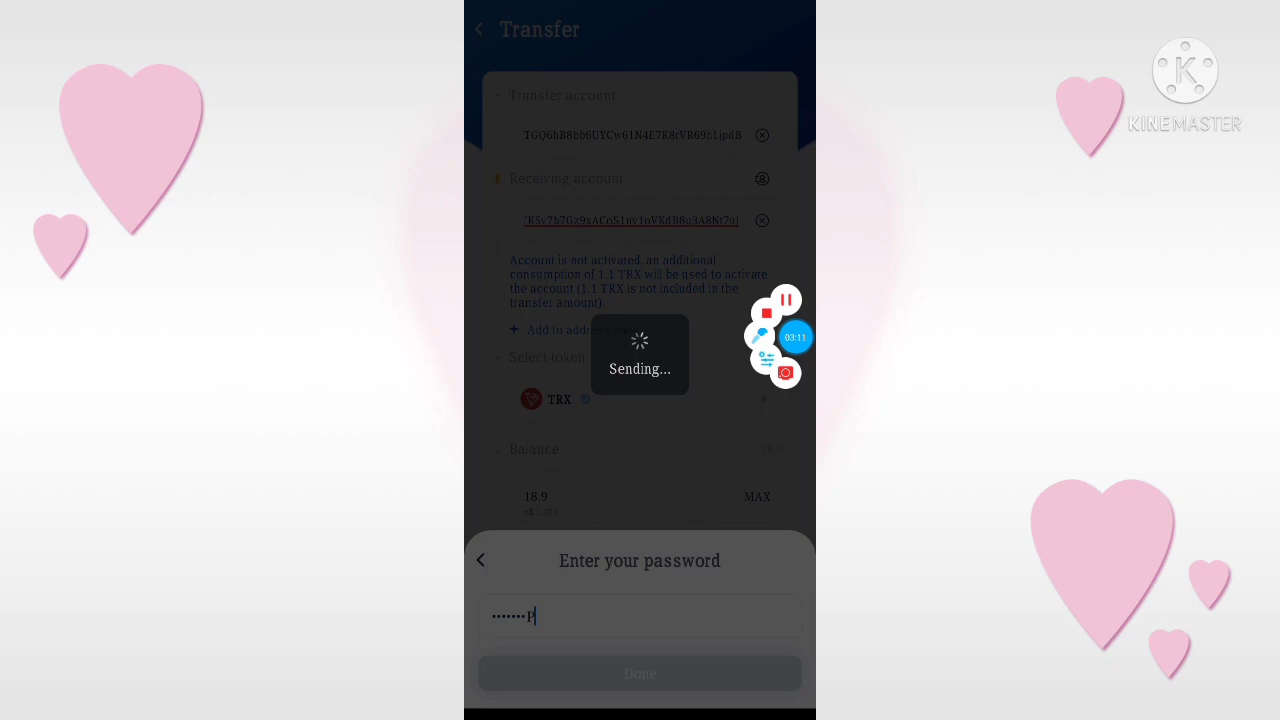 Transfer
Transfer account
TGQ6hB8bb6UYCw61N4E7K8tVR69hLjpdB
Receiving account
Account is not activated, an additional
consumption of 1.1 TRX will be used to activate
the account (1.1 TRX is not included in the
transfer amount).
+ Add to address book
Select token
TRX
Balance
18.9
18.9
MAX
Sending...
Enter your password
•••••••P
Done
03:11
K
KINEMASTER